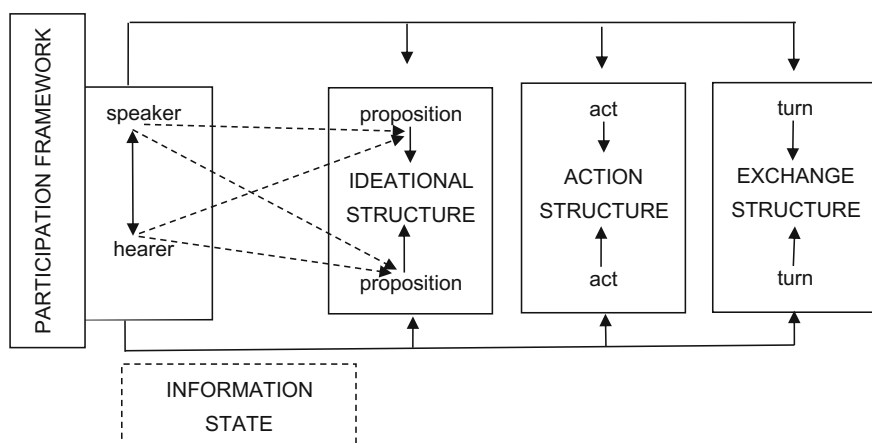 PARTICIPATION FRAMEWORK
speaker
hearer
proposition
IDEATIONAL
STRUCTURE
proposition
act
ACTION
STRUCTURE
act
turn
EXCHANGE
STRUCTURE
turn
INFORMATION
STATE